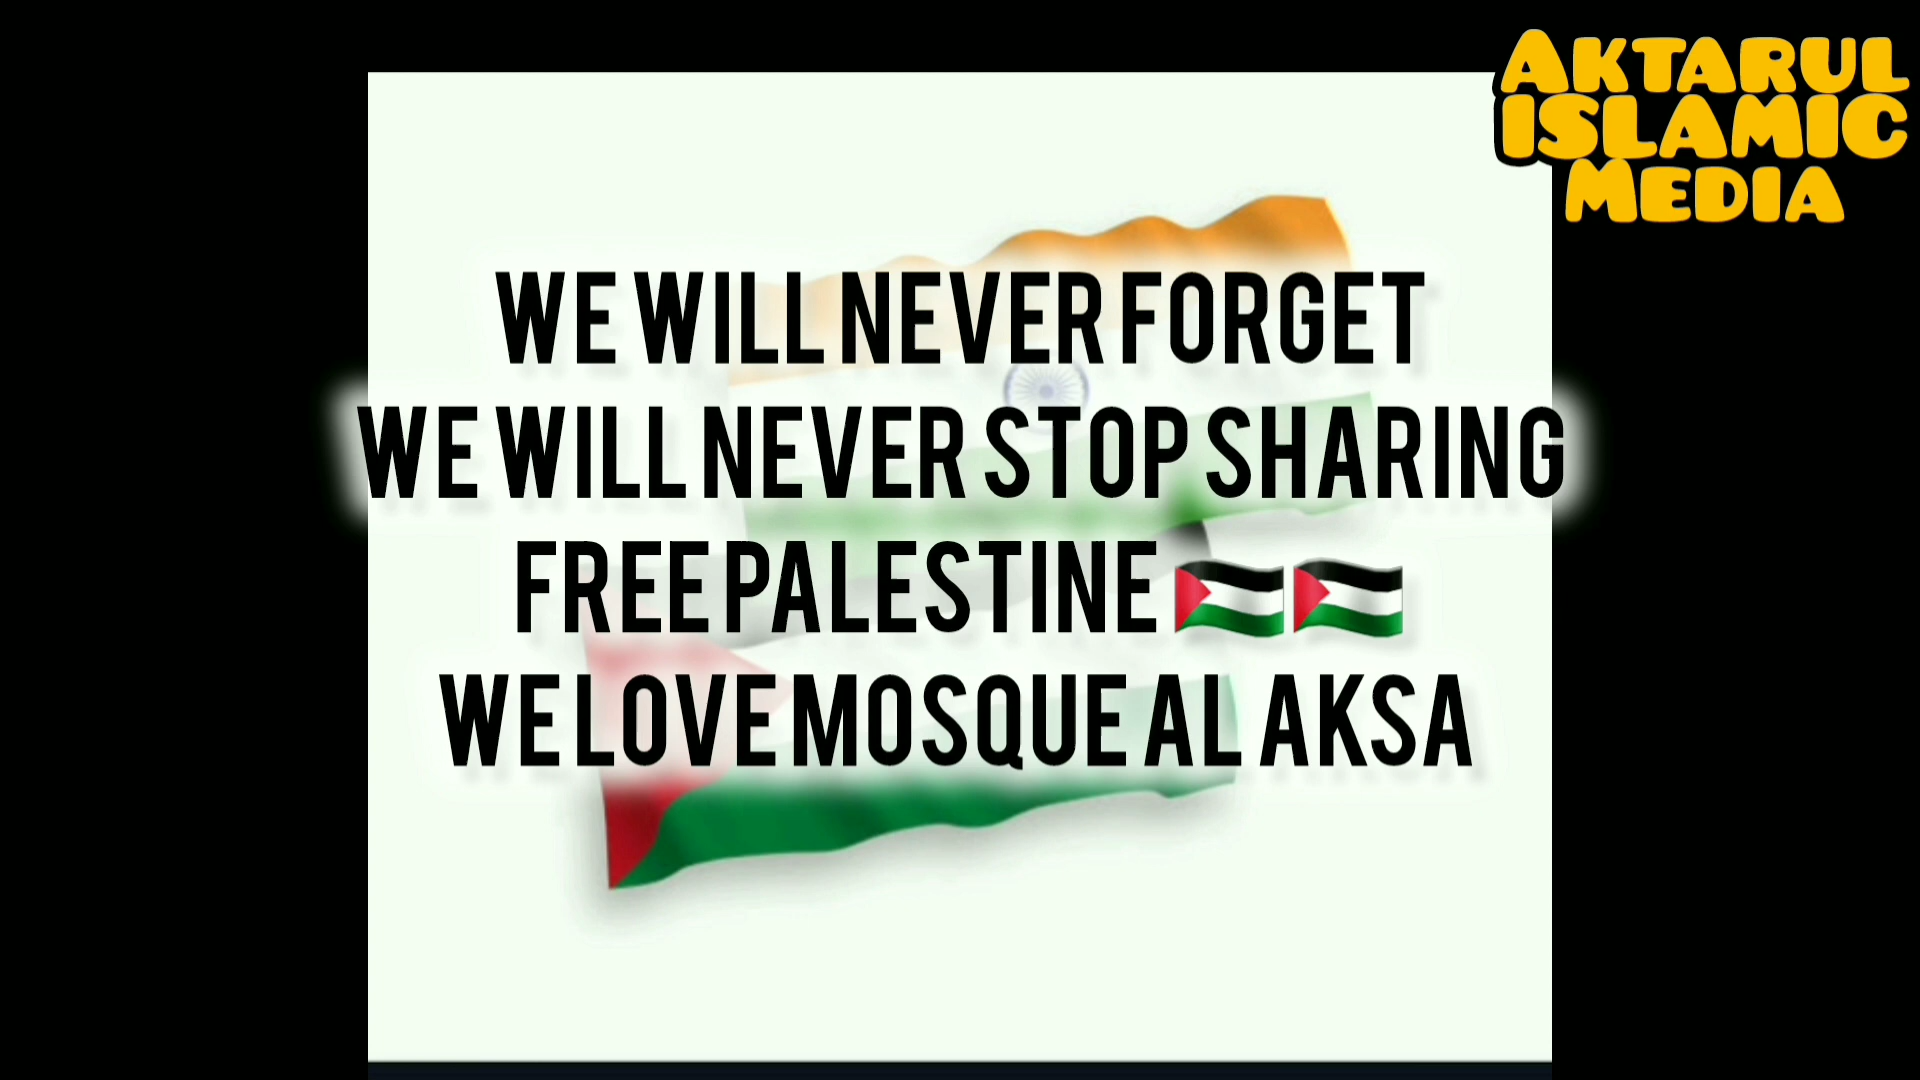 AKTARUL
ISLAMIC
MEDIA
WE WILL NEVER FORGET
WE WILL NEVER STOP SHARING
FREE PALESTINE 🇵🇸🇵🇸
WE LOVE MOSQUE AL AKSA